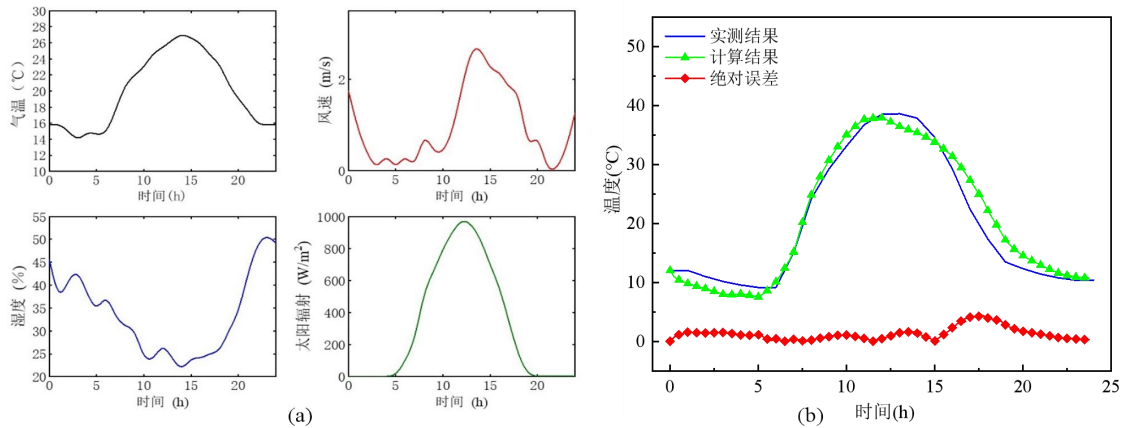 30
28
26
24
22
20
18
16
14
12
10
气温（℃）
0 5 10 15 20
时间(h)
2
0
风速 (m/s)
0 5 10 15 20
时间 (h)
55
50
45
40
35
30
25
20
湿度 (%)
0 5 10 15 20
时间 (h)
1000
800
600
400
200
0
太阳辐射 (W/m²)
0 5 10 15 20
时间 (h)
(a)
实测结果
计算结果
绝对误差
50
40
30
20
10
0
温度(℃)
0 5 10 15 20 25
时间(h)
(b)